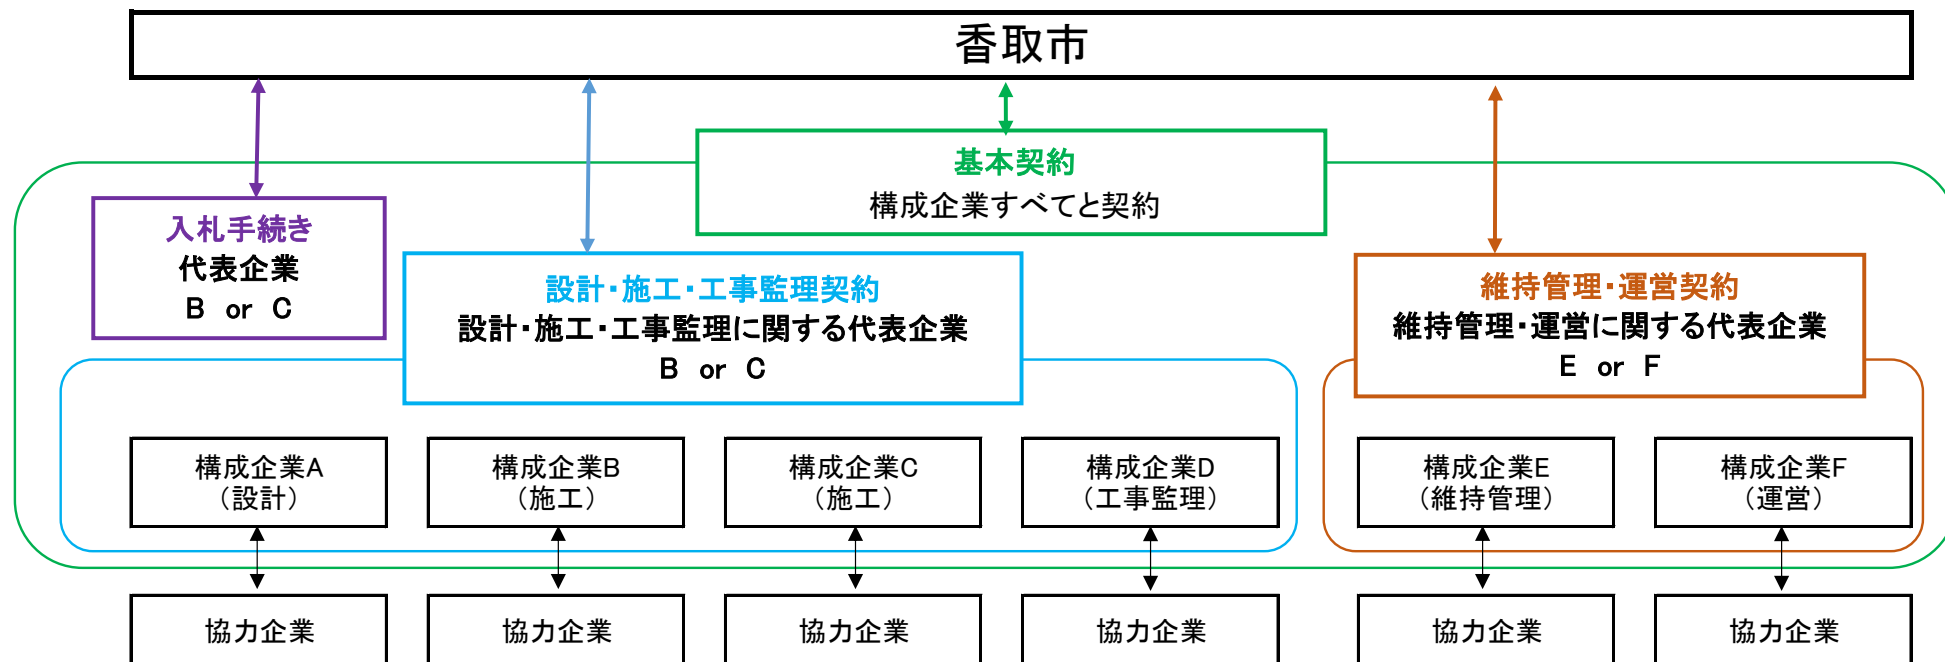 香取市
基本契約
構成企業すべてと契約
入札手続き
代表企業
B or C
設計・施工・工事監理契約
設計・施工・工事監理に関する代表企業
B or C
維持管理・運営契約
維持管理・運営に関する代表企業
E or F
構成企業A
（設計）
構成企業B
（施工）
構成企業C
（施工）
構成企業D
（工事監理）
構成企業E
（維持管理）
構成企業F
（運営）
協力企業
協力企業
協力企業
協力企業
協力企業
協力企業